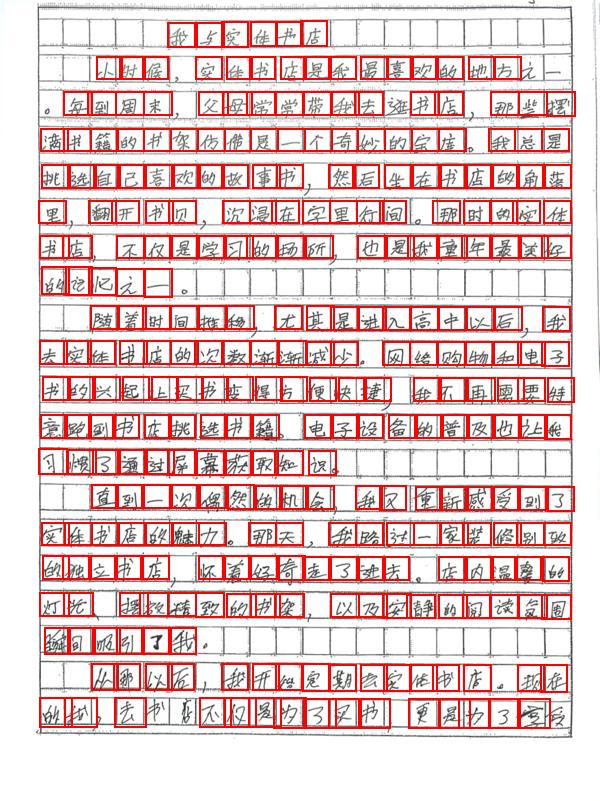 我与实体书店
小时候，实体书店是我最喜欢的地方之一
。每到周末，父母常常带我去逛书店，那些摆
满书籍的书架仿佛是一个奇妙的宝库。我总是
挑选自己喜欢的故事书，然后坐在书店的角落
里，翻开书页，沉浸在字里行间。那时的实体
书店，不仅是学习的场所，也是我童年最美好
的记忆之一。
随着时间推移，尤其是进入高中以后，我
去实体书店的次数渐渐减少。网络购物和电子
书的兴起让买书变得方便快捷，我不再需要特
意跑到书店挑选书籍。电子设备的普及也让我
习惯了通过屏幕获取知识。
直到一次偶然的机会，我又重新感受到了
实体书店的魅力。那天，我路过一家装修别致
的独立书店，怀着好奇走了进去。店内温馨的
灯光、摆放精致的书架，以及安静的阅读氛围
瞬间吸引了我。
从那以后，我开始定期去实体书店。现在
的我，去书店不仅是为了买书，更是为了享受